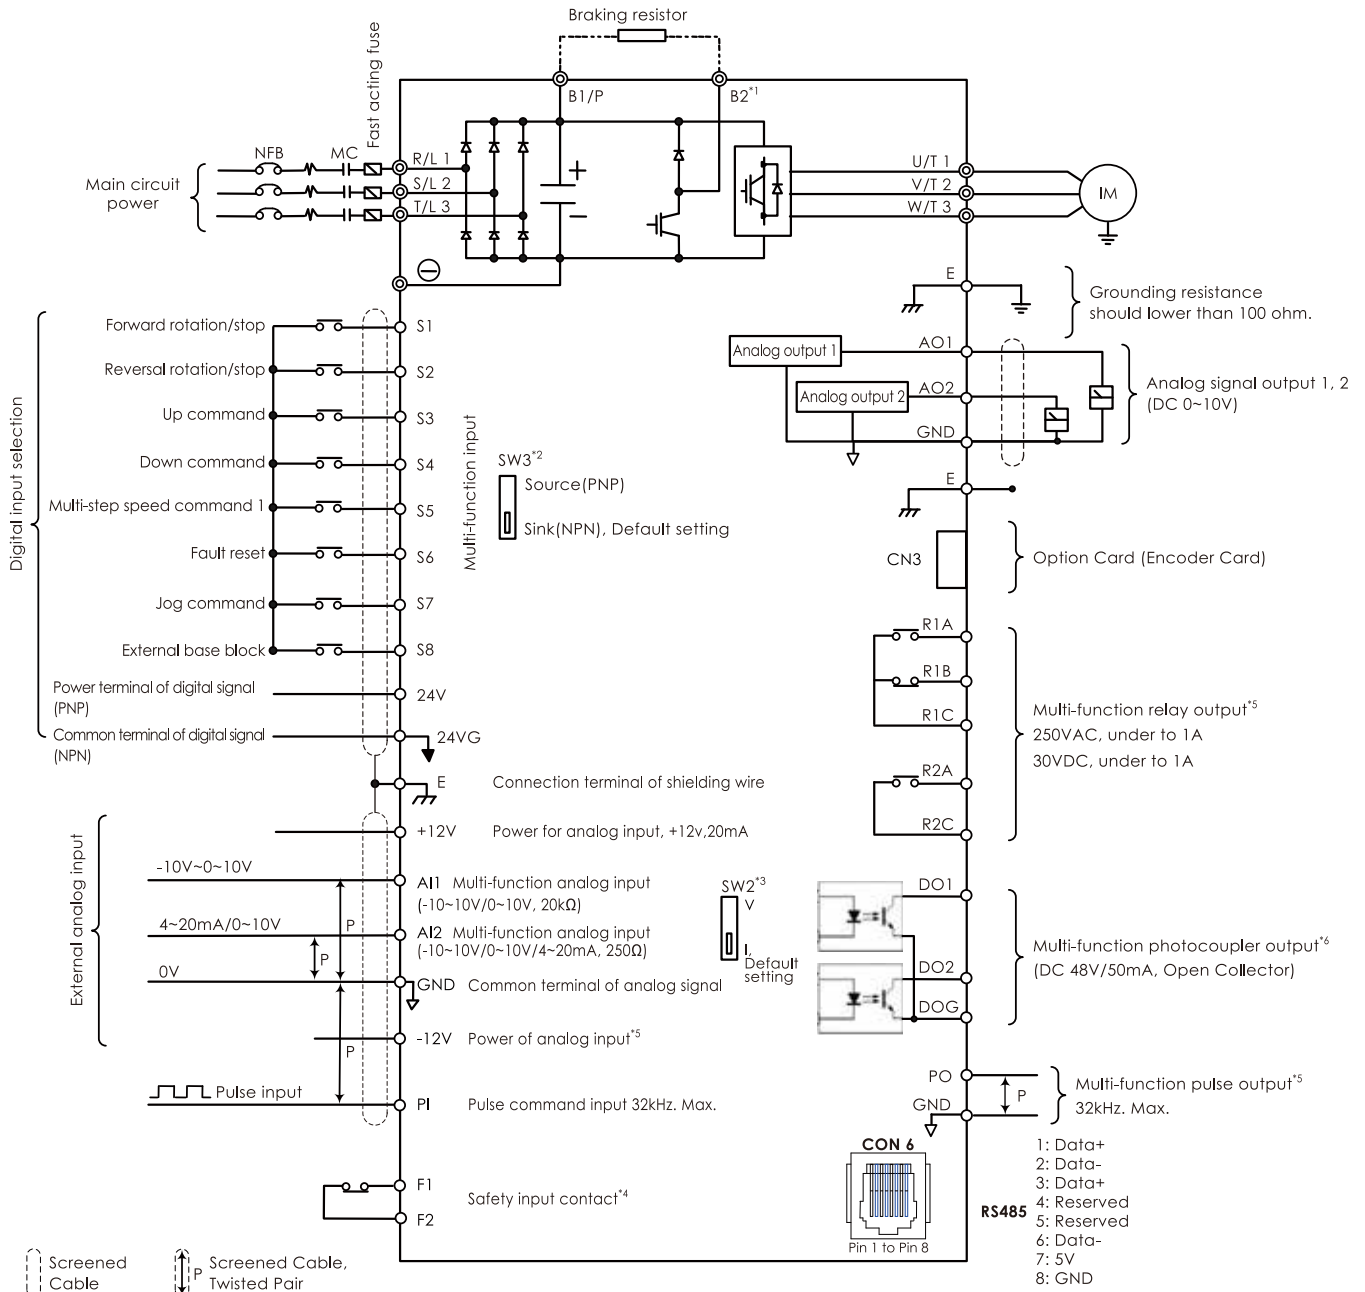 Braking resistor
Fast acting fuse
B1/P
B2*1
NFB
MC
R/L 1
S/L 2
T/L 3
Main circuit
power
U/T 1
V/T 2
W/T 3
IM
E
Grounding resistance
should lower than 100 ohm.
Digital input selection
Forward rotation/stop
S1
Reversal rotation/stop
S2
Up command
S3
Down command
S4
Multi-step speed command 1
S5
Fault reset
S6
Jog command
S7
External base block
S8
Power terminal of digital signal
(PNP)
24V
Common terminal of digital signal
(NPN)
24VG
Multi-function input
SW3*2
Source(PNP)
Sink(NPN), Default setting
Analog output 1
AO1
Analog output 2
AO2
GND
Analog signal output 1, 2
(DC 0~10V)
E
CN3
Option Card (Encoder Card)
R1A
R1B
R1C
R2A
R2C
Multi-function relay output*5
250VAC, under to 1A
30VDC, under to 1A
E
Connection terminal of shielding wire
External analog input
+12V
Power for analog input, +12v,20mA
-10V~0~10V
AI1 Multi-function analog input
(-10~10V/0~10V, 20kΩ)
4~20mA/0~10V
P
AI2 Multi-function analog input
(-10~10V/0~10V/4~20mA, 250Ω)
P
0V
GND Common terminal of analog signal
-12V Power of analog input*5
P
Pulse input
PI
Pulse command input 32kHz. Max.
SW2*3
V
I,
Default
setting
DO1
DO2
DOG
Multi-function photocoupler output*6
(DC 48V/50mA, Open Collector)
PO
P
GND
Multi-function pulse output*5
32kHz. Max.
F1
F2
Safety input contact*4
CON 6
Pin 1 to Pin 8
RS485
1: Data+
2: Data-
3: Data+
4: Reserved
5: Reserved
6: Data-
7: 5V
8: GND
Screened
Cable
P
Screened Cable,
Twisted Pair